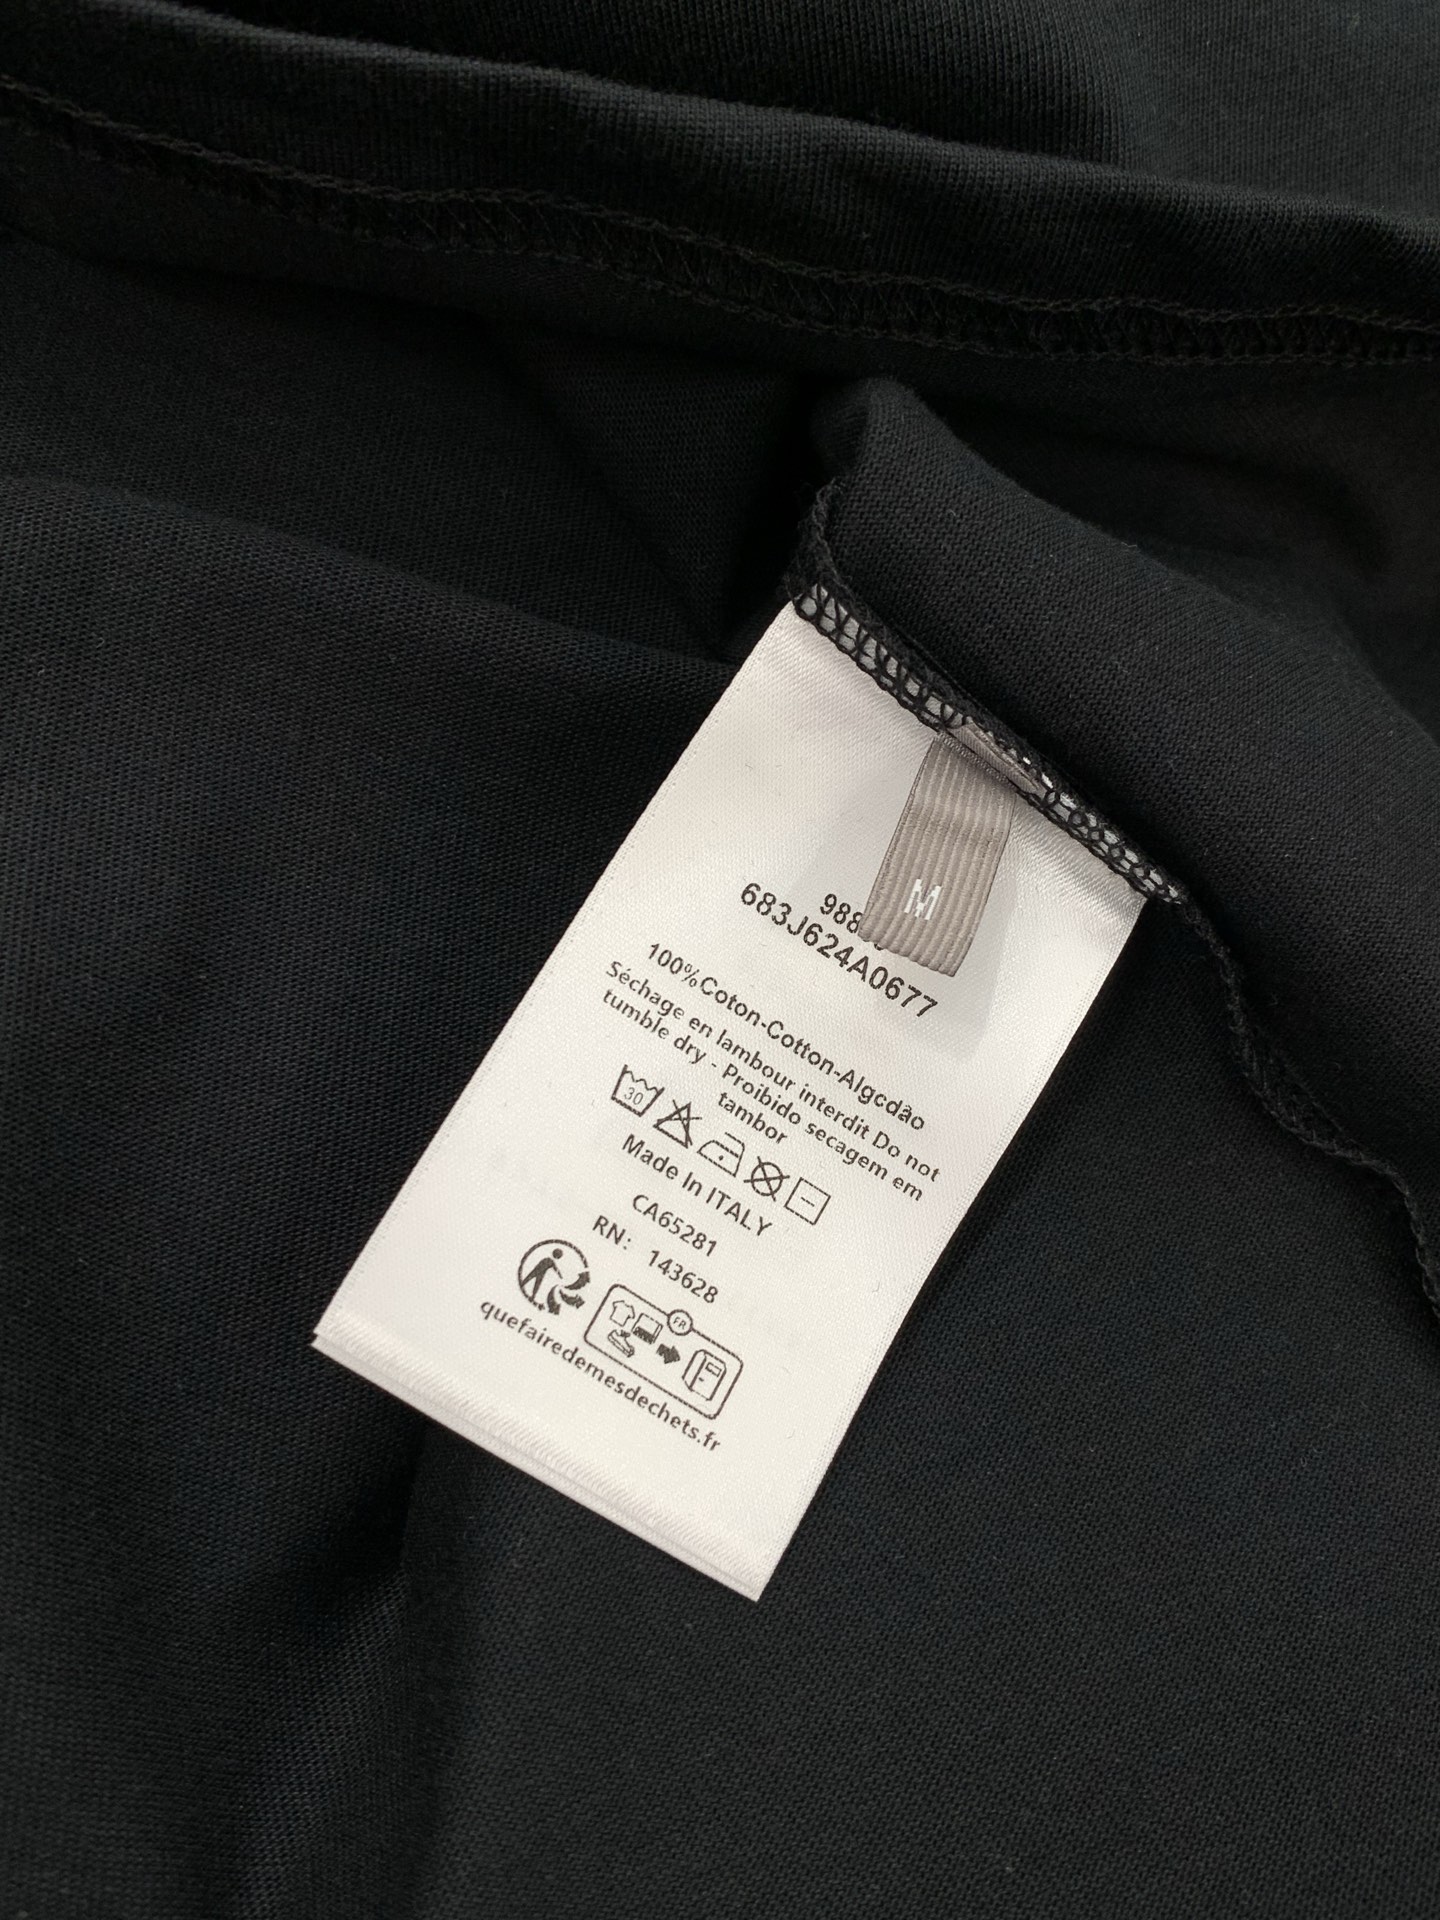 M
988
683J624A0677
100%Coton-Cotton-Algcdão
Séchage en lambour interdit Do not
tumble dry - Proibido secagem em
tambor
30
Made In ITALY
CA65281
RN: 143628
FR
quefairedemesdechets.fr